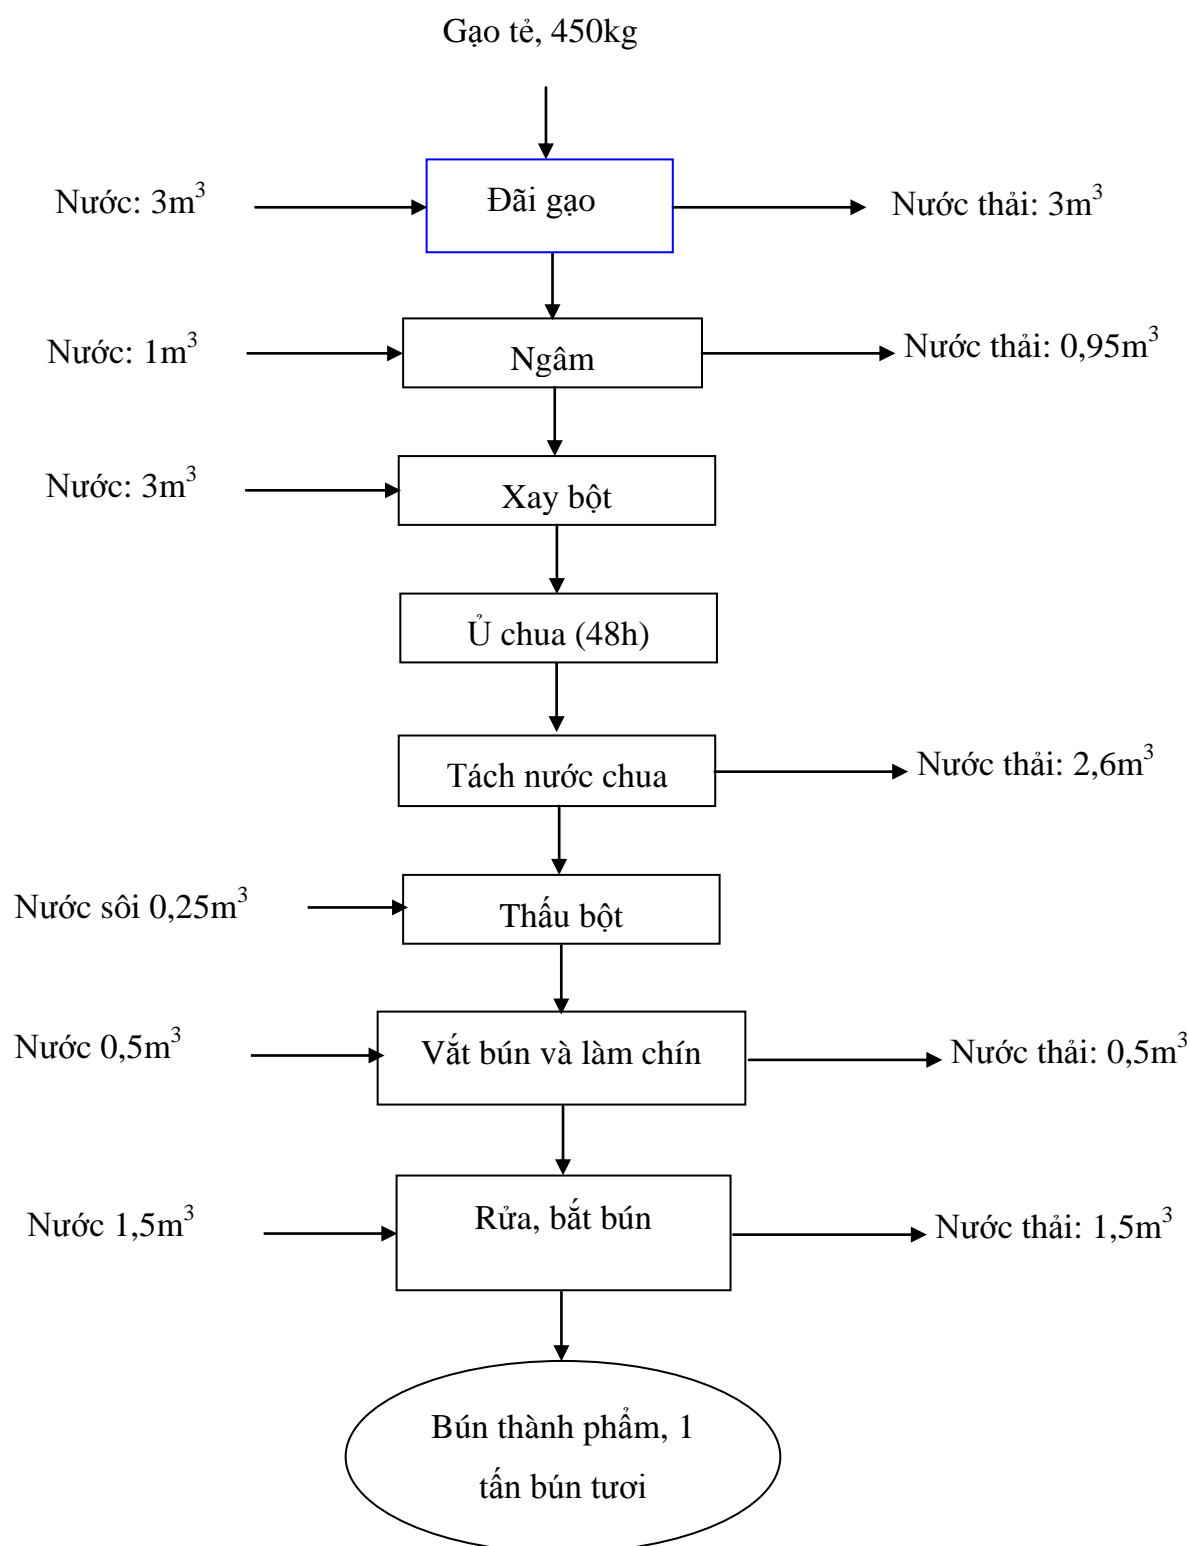 Gạo tẻ, 450kg
Nước: 3m³
Đãi gạo
Nước thải: 3m³
Nước: 1m³
Ngâm
Nước thải: 0,95m³
Nước: 3m³
Xay bột
Ủ chua (48h)
Tách nước chua
Nước thải: 2,6m³
Nước sôi 0,25m³
Thấu bột
Nước 0,5m³
Vắt bún và làm chín
Nước thải: 0,5m³
Nước 1,5m³
Rửa, bắt bún
Nước thải: 1,5m³
Bún thành phẩm, 1
tấn bún tươi